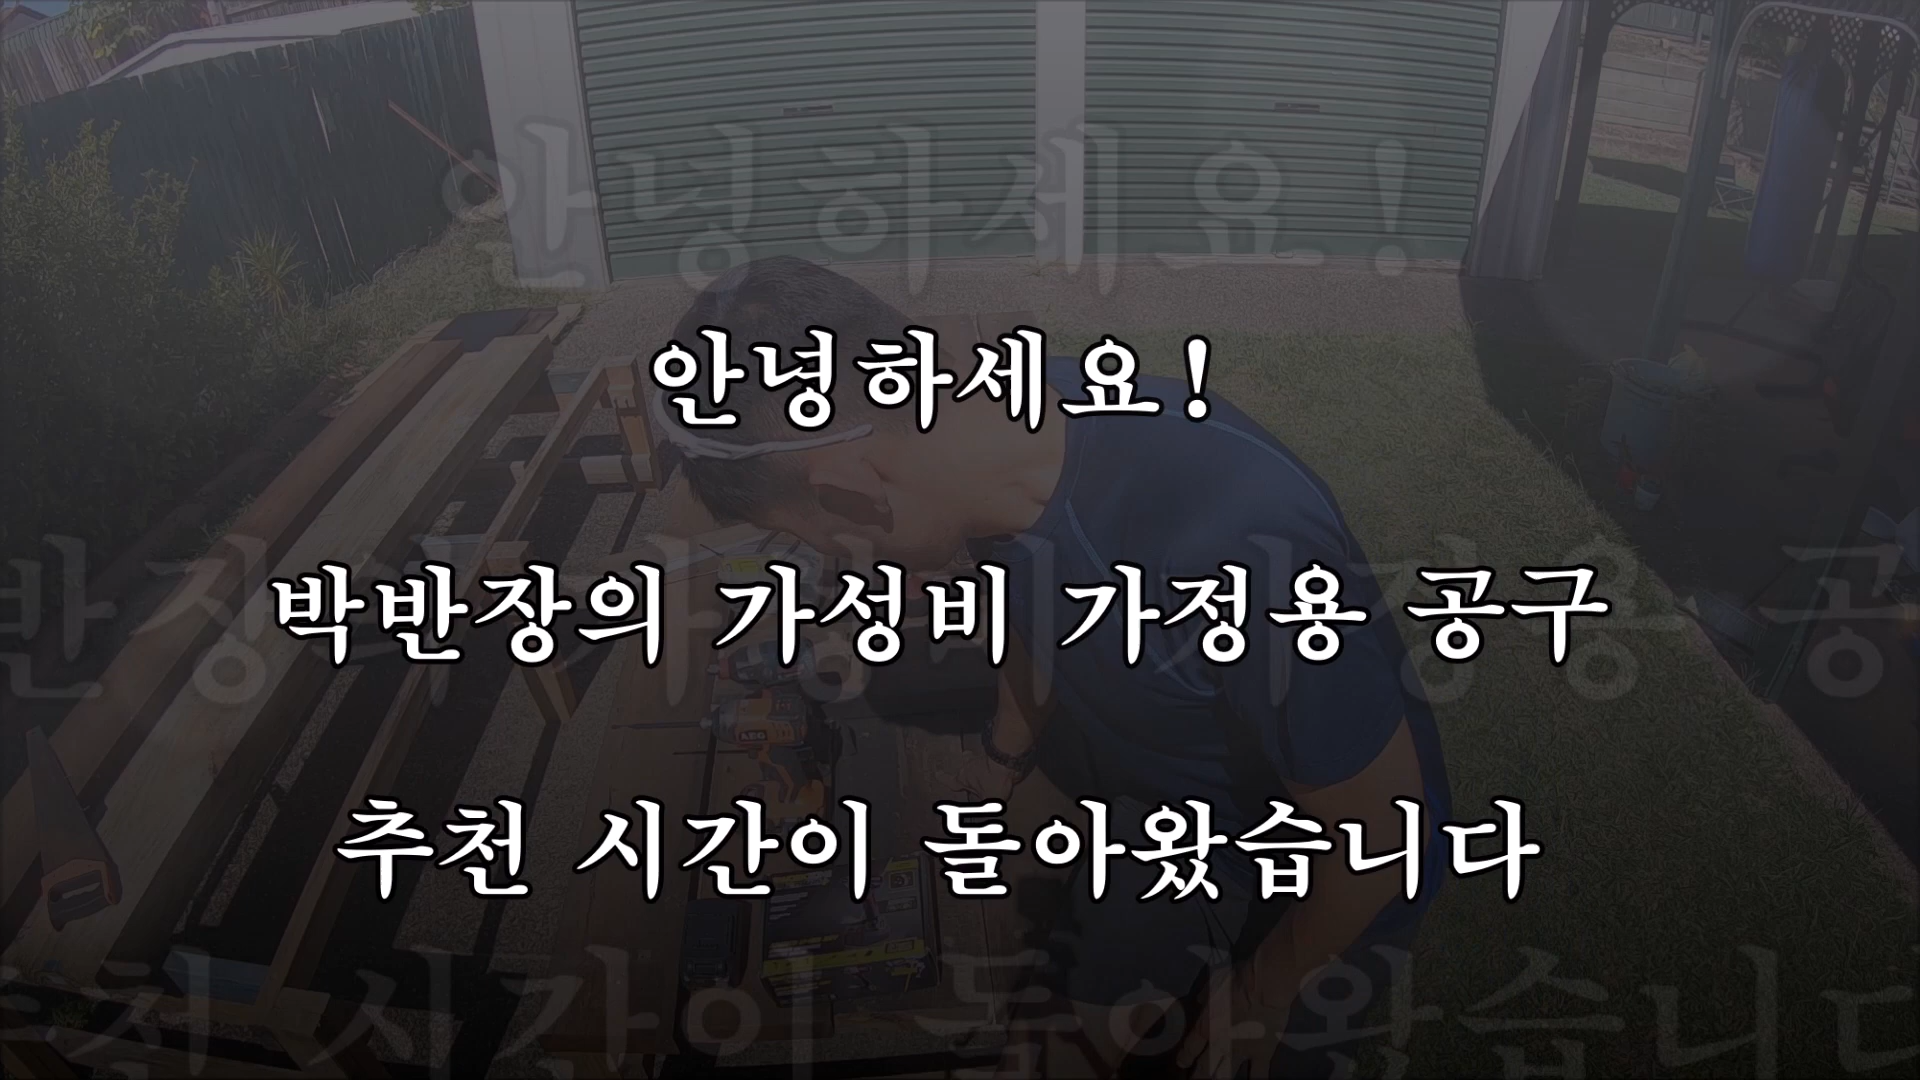 안녕하세요!
박반장의 가성비 가정용 공구
추천 시간이 돌아왔습니다